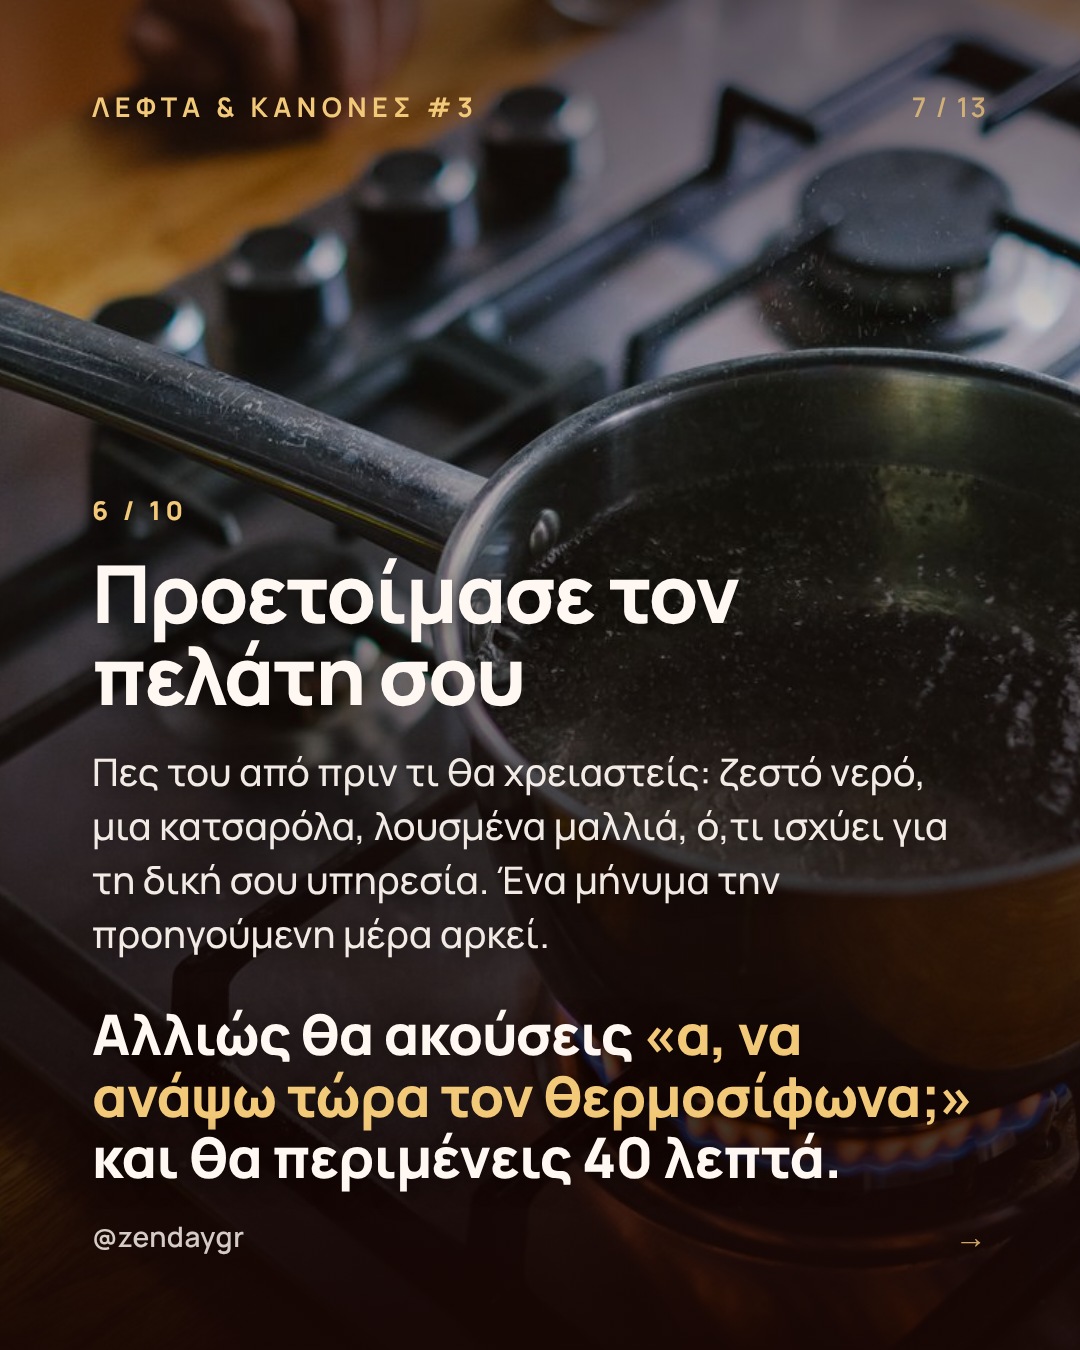 ΛΕΦΤΑ & ΚΑΝΟΝΕΣ #3
7 / 13
6 / 10
Προετοίμασε τον
πελάτη σου
Πες του από πριν τι θα χρειαστείς: ζεστό νερό,
μια κατσαρόλα, λουσμένα μαλλιά, ό,τι ισχύει για
τη δική σου υπηρεσία. Ένα μήνυμα την
προηγούμενη μέρα αρκεί.
Αλλιώς θα ακούσεις «α, να
ανάψω τώρα τον θερμοσίφωνα;»
και θα περιμένεις 40 λεπτά.
@zendaygr
→